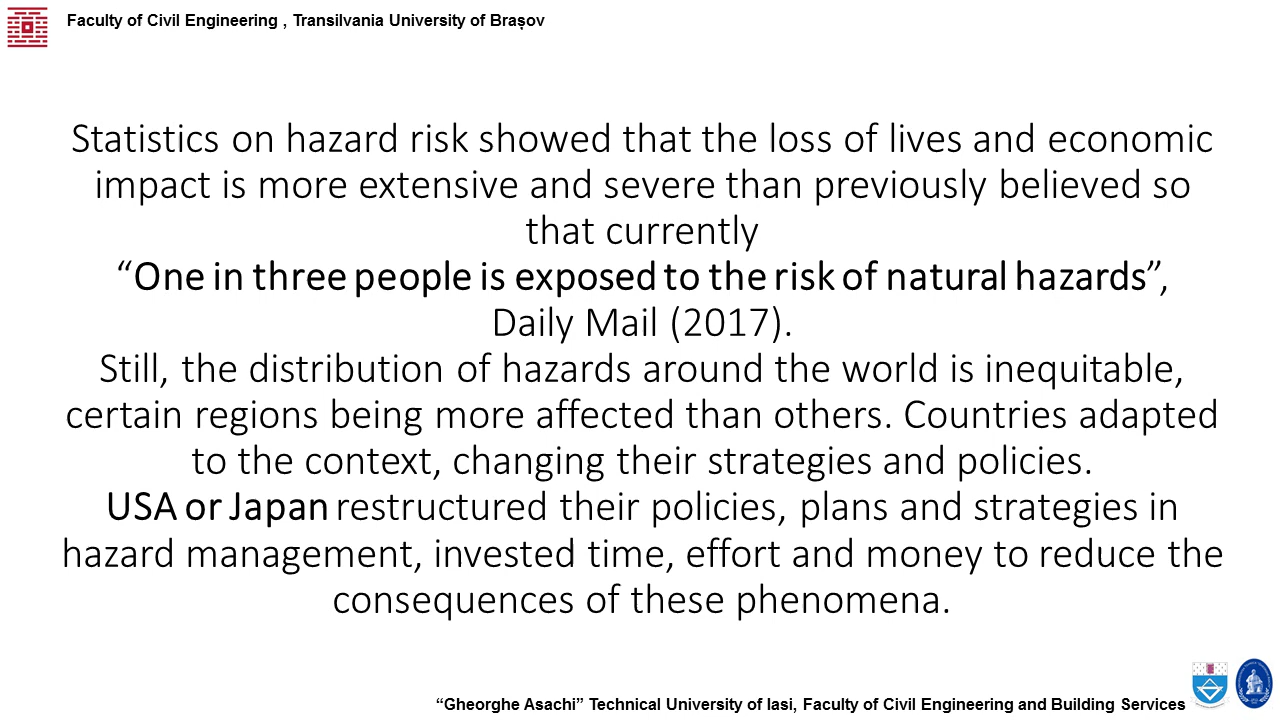 Faculty of Civil Engineering , Transilvania University of Brașov
Statistics on hazard risk showed that the loss of lives and economic
impact is more extensive and severe than previously believed so
that currently
“One in three people is exposed to the risk of natural hazards”,
Daily Mail (2017).
Still, the distribution of hazards around the world is inequitable,
certain regions being more affected than others. Countries adapted
to the context, changing their strategies and policies.
USA or Japan restructured their policies, plans and strategies in
hazard management, invested time, effort and money to reduce the
consequences of these phenomena.
“Gheorghe Asachi” Technical University of Iasi, Faculty of Civil Engineering and Building Services